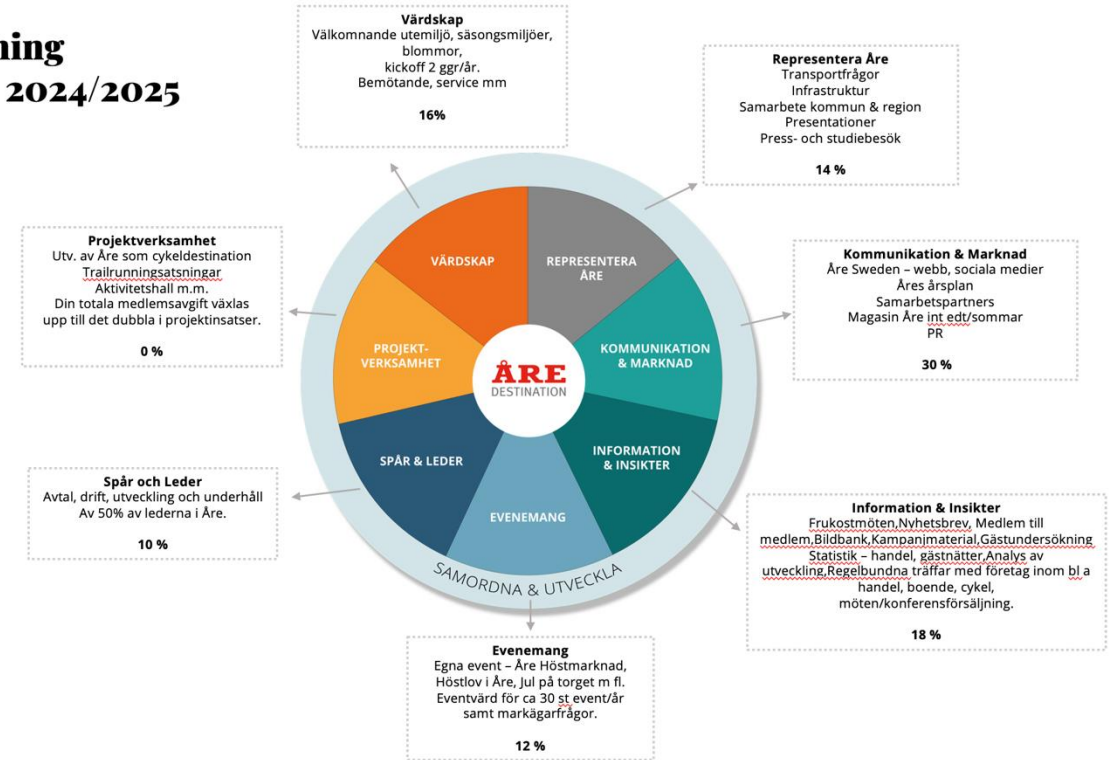 ning
2024/2025
Värdskap
Välkomnande utemiljö, säsongsmiljöer,
blommor,
kickoff 2 ggr/år.
Bemötande, service mm
16%
Representera Åre
Transportfrågor
Infrastruktur
Samarbete kommun & region
Presentationer
Press- och studiebesök
14 %
Projektverksamhet
Utv. av Åre som cykeldestination
Trailrunningsatsningar
Aktivitetshall m.m.
Din totala medlemsavgift växlas
upp till det dubbla i projektinsatser.
0 %
Kommunikation & Marknad
Åre Sweden – webb, sociala medier
Åres årsplan
Samarbetspartners
Magasin Åre int edt/sommar
PR
30 %
VÄRDSKAP
REPRESENTERA
ÅRE
PROJEKT-
VERKSAMHET
KOMMUNIKATION
& MARKNAD
ÅRE
DESTINATION
SPÅR & LEDER
INFORMATION
& INSIKTER
EVENEMANG
SAMORDNA & UTVECKLA
Spår och Leder
Avtal, drift, utveckling och underhåll
Av 50% av lederna i Åre.
10 %
Information & Insikter
Frukostmöten,Nyhetsbrev, Medlem till
medlem,Bildbank,Kampanjmaterial,Gästundersökning
Statistik – handel, gästnätter,Analys av
utveckling,Regelbundna träffar med företag inom bl a
handel, boende, cykel,
möten/konferensförsäljning.
18 %
Evenemang
Egna event – Åre Höstmarknad,
Höstlov i Åre, Jul på torget m fl.
Eventvärd för ca 30 st event/år
samt markägarfrågor.
12 %